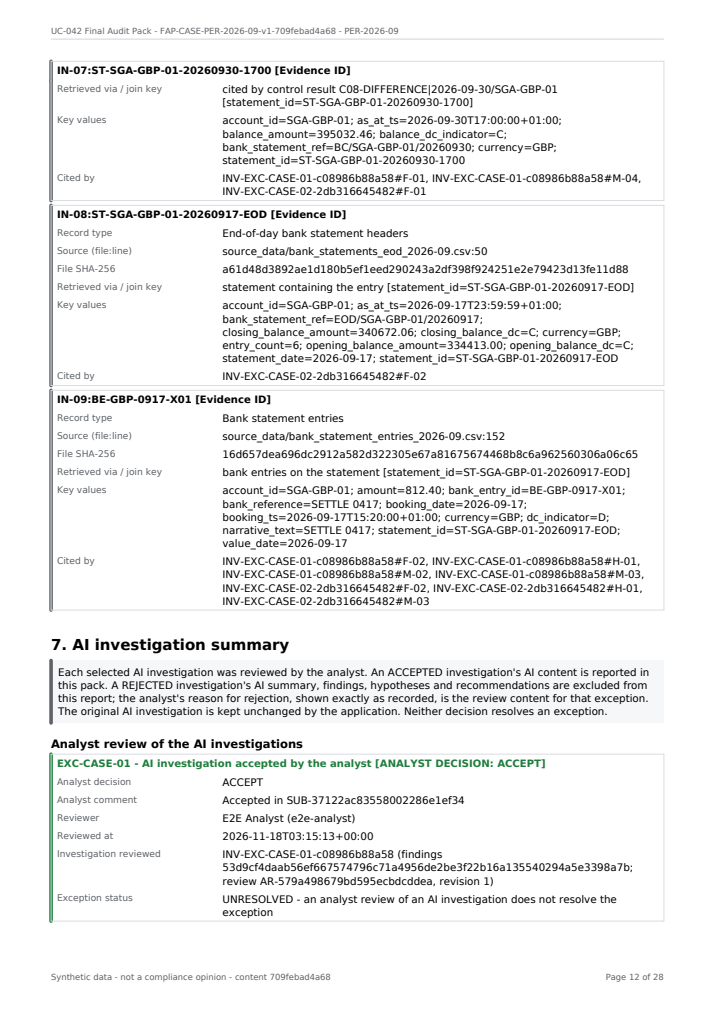 UC-042 Final Audit Pack - FAP-CASE-PER-2026-09-v1-709febad4a68 - PER-2026-09
IN-07:ST-SGA-GBP-01-20260930-1700 [Evidence ID]
Retrieved via / join key cited by control result C08-DIFFERENCE|2026-09-30/SGA-GBP-01
[statement_id=ST-SGA-GBP-01-20260930-1700]
Key values account_id=SGA-GBP-01; as_at_ts=2026-09-30T17:00:00+01:00;
balance_amount=395032.46; balance_dc_indicator=C;
bank_statement_ref=BC/SGA-GBP-01/20260930; currency=GBP;
statement_id=ST-SGA-GBP-01-20260930-1700
Cited by INV-EXC-CASE-01-c08986b88a58#F-01, INV-EXC-CASE-01-c08986b88a58#M-04,
INV-EXC-CASE-02-2db316645482#F-01
IN-08:ST-SGA-GBP-01-20260917-EOD [Evidence ID]
Record type End-of-day bank statement headers
Source (file:line) source_data/bank_statements_eod_2026-09.csv:50
File SHA-256 a61d48d3892ae1d180b5ef1eed290243a2df398f924251e2e79423d13fe11d88
Retrieved via / join key statement containing the entry [statement_id=ST-SGA-GBP-01-20260917-EOD]
Key values account_id=SGA-GBP-01; as_at_ts=2026-09-17T23:59:59+01:00;
bank_statement_ref=EOD/SGA-GBP-01/20260917;
closing_balance_amount=340672.06; closing_balance_dc=C; currency=GBP;
entry_count=6; opening_balance_amount=334413.00; opening_balance_dc=C;
statement_date=2026-09-17; statement_id=ST-SGA-GBP-01-20260917-EOD
Cited by INV-EXC-CASE-02-2db316645482#F-02
IN-09:BE-GBP-0917-X01 [Evidence ID]
Record type Bank statement entries
Source (file:line) source_data/bank_statement_entries_2026-09.csv:152
File SHA-256 16d657dea696dc2912a582d322305e67a81675674468b8c6a962560306a06c65
Retrieved via / join key bank entries on the statement [statement_id=ST-SGA-GBP-01-20260917-EOD]
Key values account_id=SGA-GBP-01; amount=812.40; bank_entry_id=BE-GBP-0917-X01;
bank_reference=SETTLE 0417; booking_date=2026-09-17;
booking_ts=2026-09-17T15:20:00+01:00; currency=GBP; dc_indicator=D;
narrative_text=SETTLE 0417; statement_id=ST-SGA-GBP-01-20260917-EOD;
value_date=2026-09-17
Cited by INV-EXC-CASE-01-c08986b88a58#F-02, INV-EXC-CASE-01-c08986b88a58#H-01,
INV-EXC-CASE-01-c08986b88a58#M-02, INV-EXC-CASE-01-c08986b88a58#M-03,
INV-EXC-CASE-02-2db316645482#F-02, INV-EXC-CASE-02-2db316645482#H-01,
INV-EXC-CASE-02-2db316645482#M-03
7. AI investigation summary
Each selected AI investigation was reviewed by the analyst. An ACCEPTED investigation's AI content is reported in
this pack. A REJECTED investigation's AI summary, findings, hypotheses and recommendations are excluded from
this report; the analyst's reason for rejection, shown exactly as recorded, is the review content for that exception.
The original AI investigation is kept unchanged by the application. Neither decision resolves an exception.
Analyst review of the AI investigations
EXC-CASE-01 - AI investigation accepted by the analyst [ANALYST DECISION: ACCEPT]
Analyst decision ACCEPT
Analyst comment Accepted in SUB-37122ac83558002286e1ef34
Reviewer E2E Analyst (e2e-analyst)
Reviewed at 2026-11-18T03:15:13+00:00
Investigation reviewed INV-EXC-CASE-01-c08986b88a58 (findings
53d9cf4daab56ef667574796c71a4956de2be3f22b16a135540294a5e3398a7b;
review AR-579a498679bd595ecbdcddea, revision 1)
Exception status UNRESOLVED - an analyst review of an AI investigation does not resolve the
exception
Synthetic data - not a compliance opinion - content 709febad4a68 Page 12 of 28